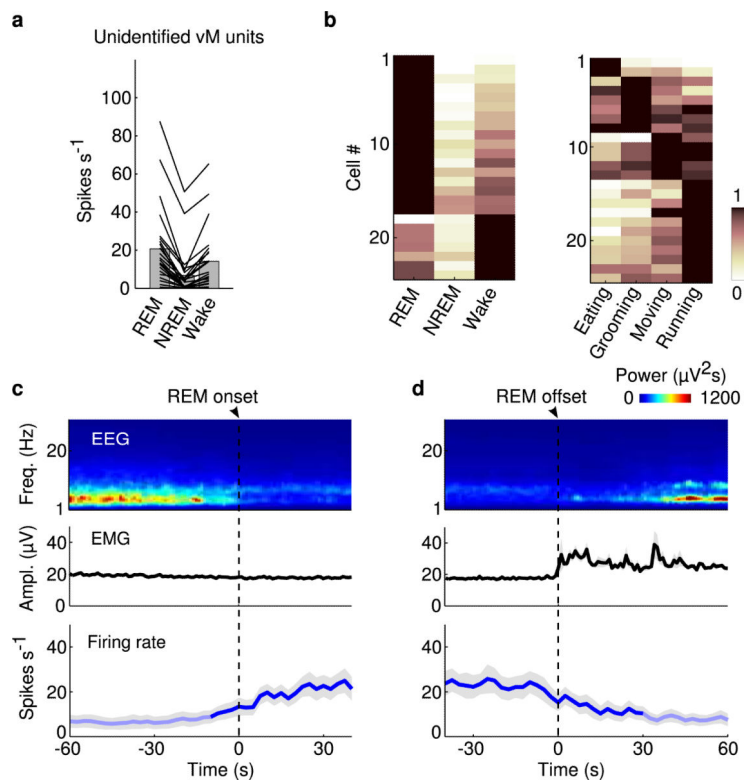 a
Unidentified vM units
Spikes s-1
100
80
60
40
20
0
REM
NREM
Wake
b
Cell #
1
10
20
REM
NREM
Wake
1
10
20
Eating
Grooming
Moving
Running
1
0
c
REM onset
EEG
Freq. (Hz)
20
1
EMG
Ampl. (μV)
40
20
0
Firing rate
Spikes s-1
40
20
0
-60
-30
0
30
Time (s)
d
REM offset
Power (μV2s)
0
1200
20
1
40
20
0
40
20
0
-30
0
30
60
Time (s)